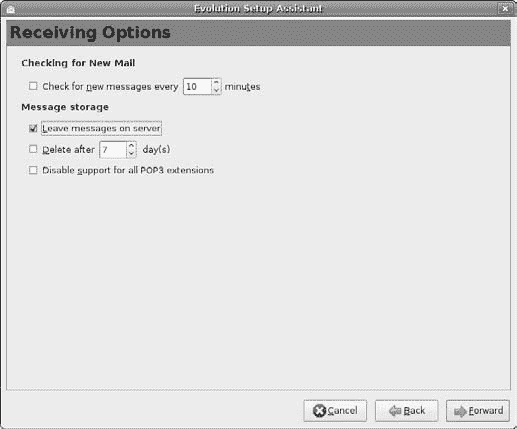 Evolution Setup Assistant
Receiving Options
Checking for New Mail
Check for new messages every 10 minutes
Message storage
Leave messages on server
Delete after 7 day(s)
Disable support for all POP3 extensions
Cancel Back Forward